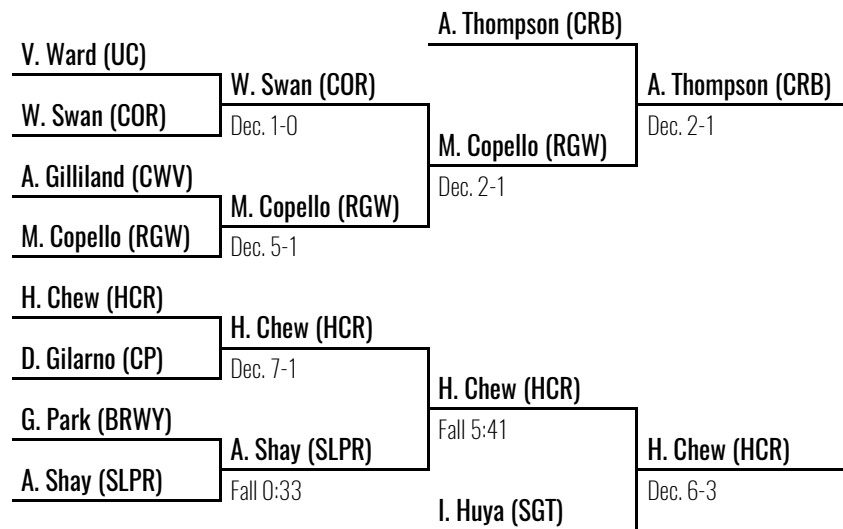 A. Thompson (CRB)
V. Ward (UC)
W. Swan (COR)
A. Thompson (CRB)
W. Swan (COR)
Dec. 1-0
Dec. 2-1
M. Copello (RGW)
A. Gilliland (CWV)
Dec. 2-1
M. Copello (RGW)
M. Copello (RGW)
Dec. 5-1
H. Chew (HCR)
H. Chew (HCR)
D. Gilarno (CP)
Dec. 7-1
H. Chew (HCR)
G. Park (BRWY)
Fall 5:41
A. Shay (SLPR)
H. Chew (HCR)
A. Shay (SLPR)
Fall 0:33
Dec. 6-3
I. Huya (SGT)